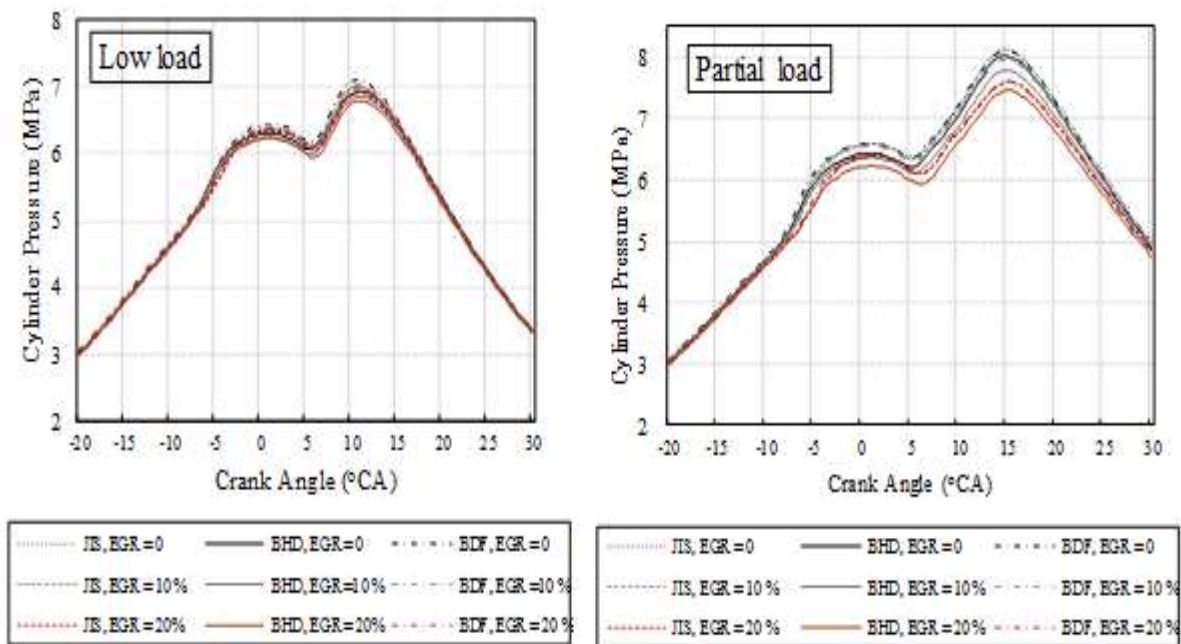 Low load
8
7
6
5
4
3
2
Cylinder Pressure (MPa)
-20 -15 -10 -5 0 5 10 15 20 25 30
Crank Angle (°CA)
JIS, EGR=0 BHD, EGR=0 BDF, EGR=0
JIS, EGR=10% BHD, EGR=10% BDF, EGR=10%
JIS, EGR=20% BHD, EGR=20% BDF, EGR=20%
Partial load
8
7
6
5
4
3
2
Cylinder Pressure (MPa)
-20 -15 -10 -5 0 5 10 15 20 25 30
Crank Angle (°CA)
JIS, EGR=0 BHD, EGR=0 BDF, EGR=0
JIS, EGR=10% BHD, EGR=10% BDF, EGR=10%
JIS, EGR=20% BHD, EGR=20% BDF, EGR=20%